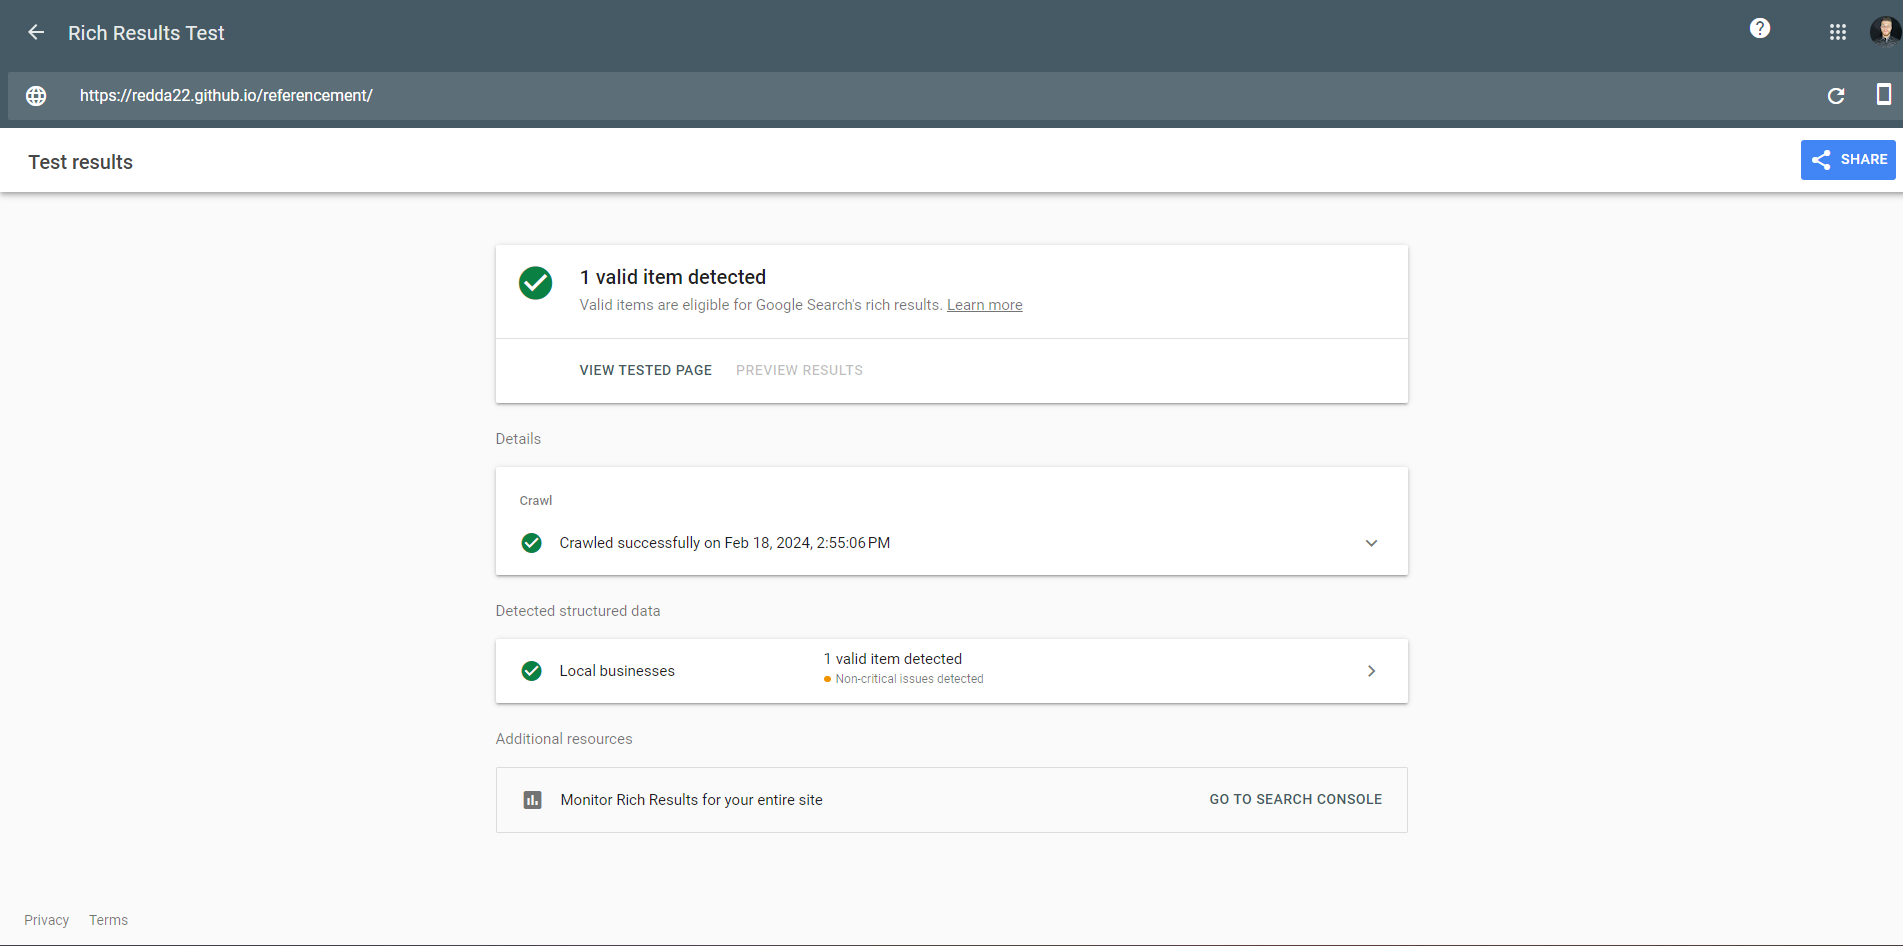 Rich Results Test
https://redda22.github.io/referencement/
Test results
SHARE
1 valid item detected
Valid items are eligible for Google Search's rich results. Learn more
VIEW TESTED PAGE PREVIEW RESULTS
Details
Crawl
Crawled successfully on Feb 18, 2024, 2:55:06 PM
Detected structured data
Local businesses
1 valid item detected
Non-critical issues detected
Additional resources
Monitor Rich Results for your entire site
GO TO SEARCH CONSOLE
Privacy Terms